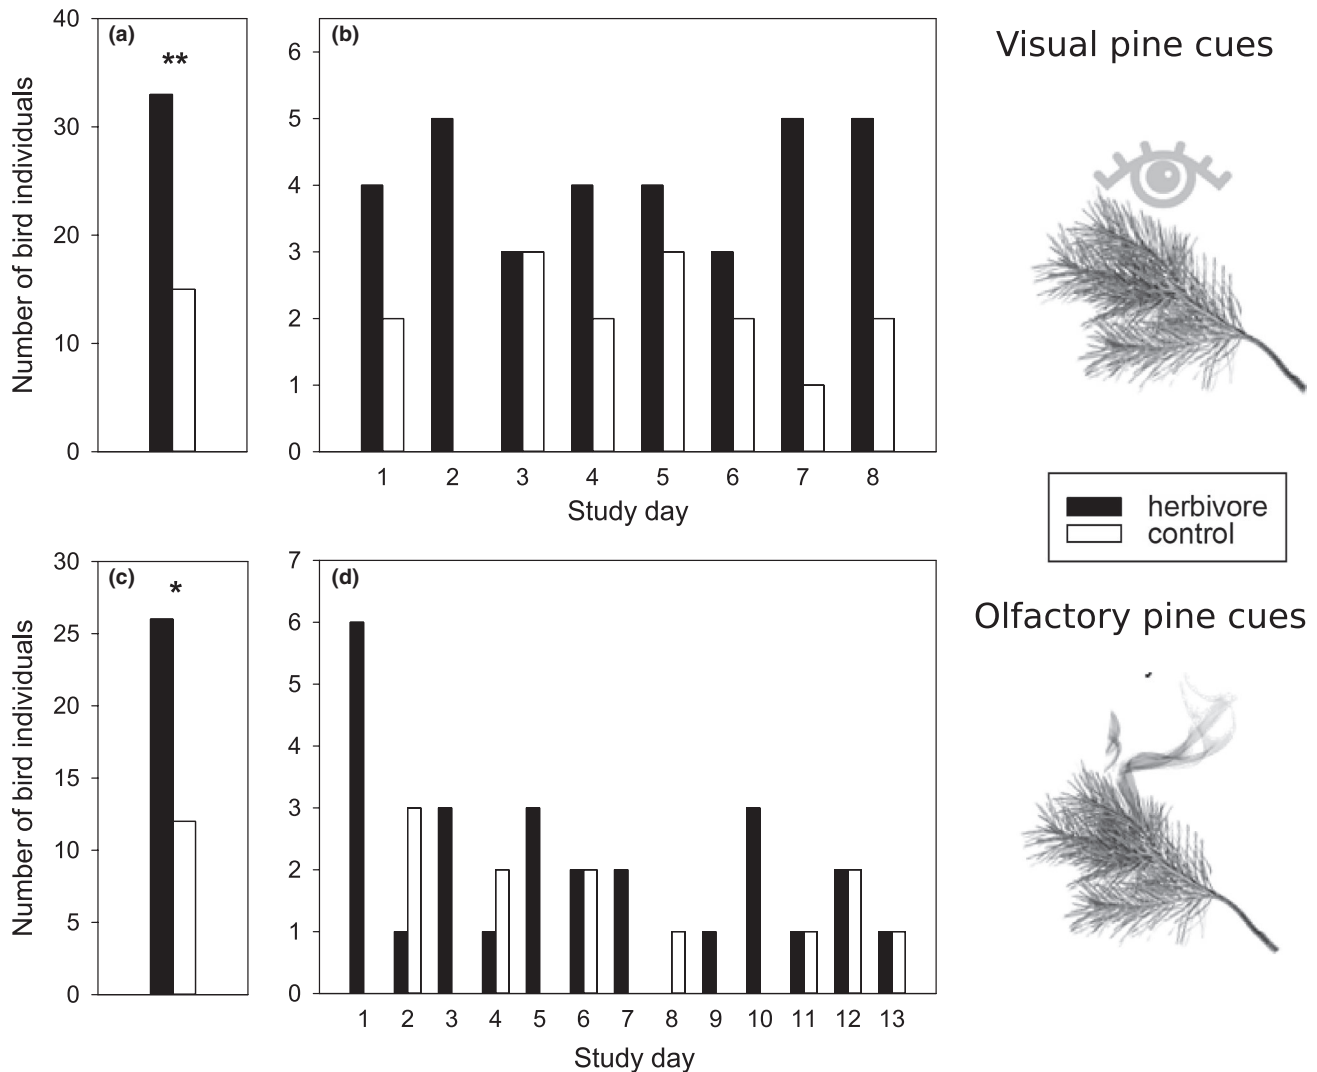 (a)
**
40
30
20
10
0
Number of bird individuals
(b)
6
5
4
3
2
1
0
1 2 3 4 5 6 7 8
Study day
Visual pine cues
herbivore
control
(c)
*
30
25
20
15
10
5
0
Number of bird individuals
(d)
7
6
5
4
3
2
1
0
1 2 3 4 5 6 7 8 9 10 11 12 13
Study day
Olfactory pine cues